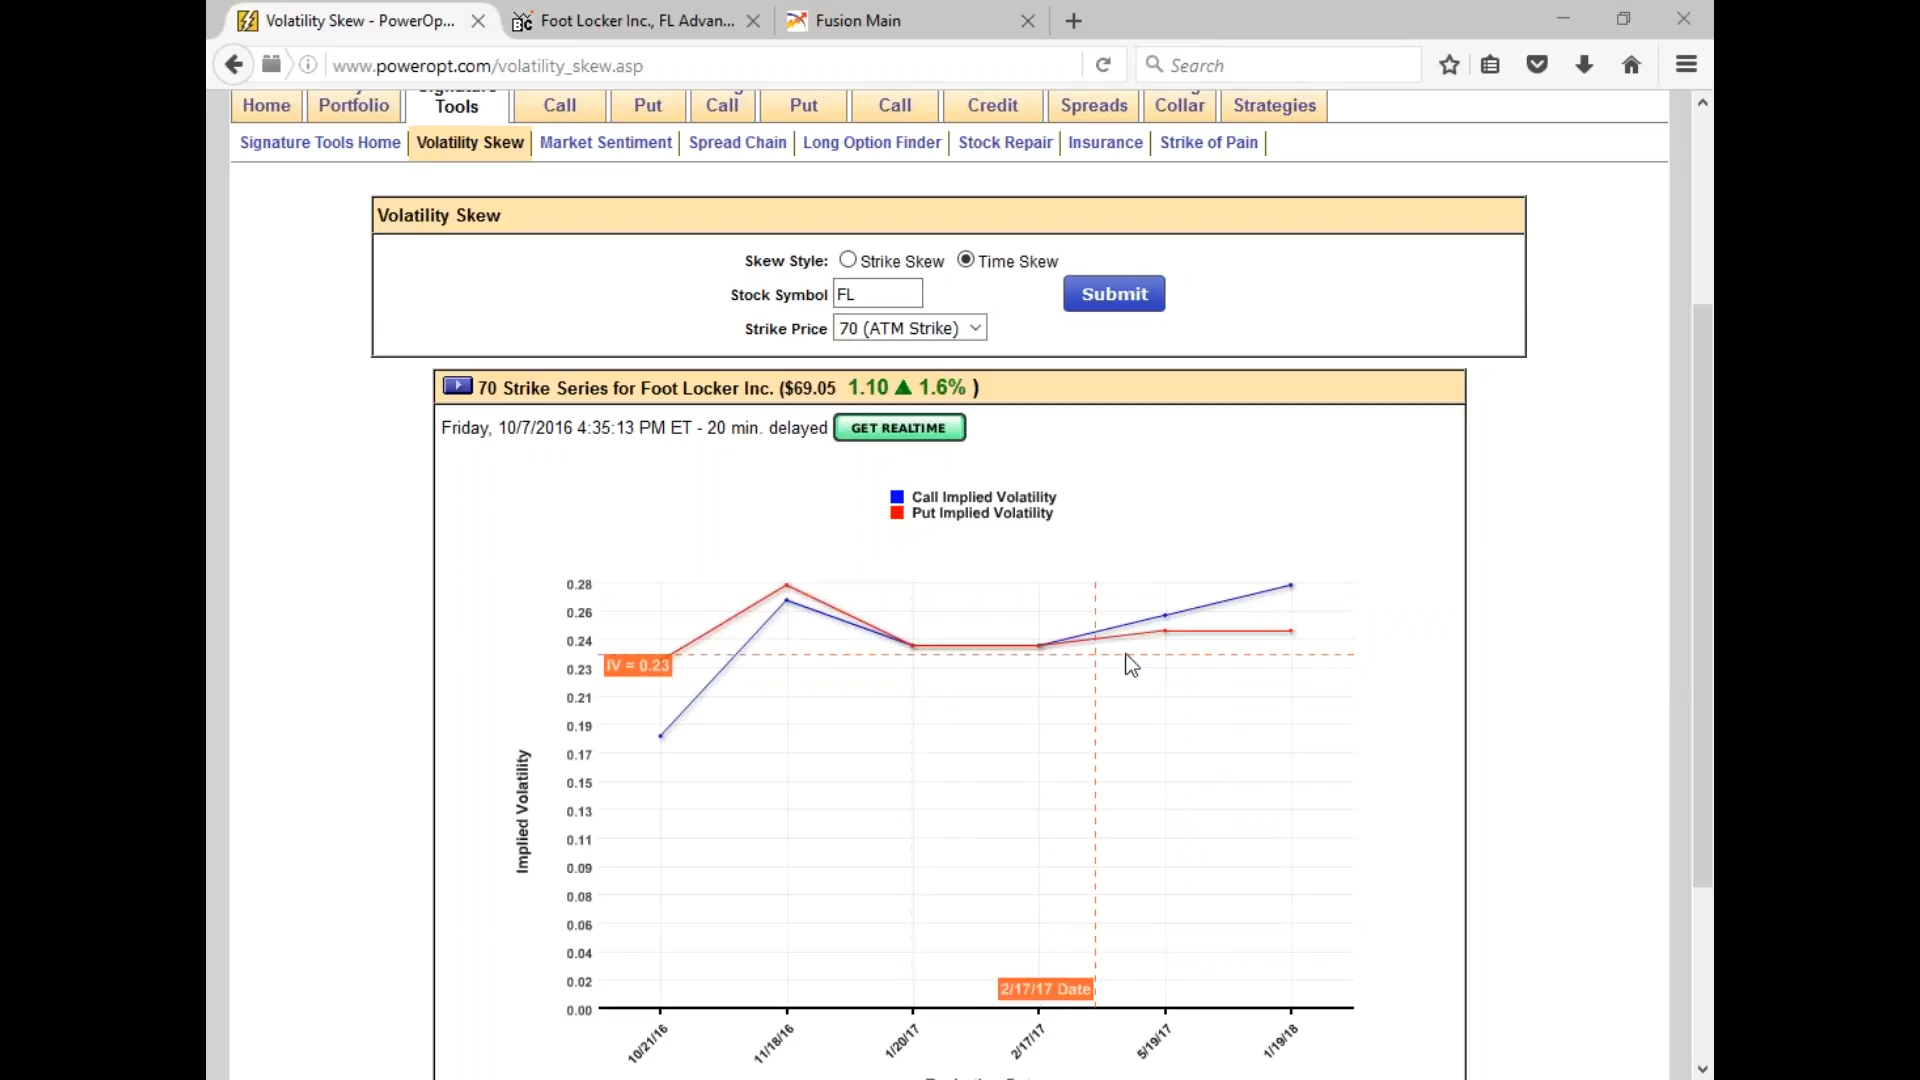 Volatility Skew - PowerOp...
Foot Locker Inc., FL Advan...
Fusion Main
www.poweropt.com/volatility_skew.asp
Search
Home
Portfolio
Signature Tools
Call
Put
Call
Put
Call
Credit
Spreads
Collar
Strategies
Signature Tools Home
Volatility Skew
Market Sentiment
Spread Chain
Long Option Finder
Stock Repair
Insurance
Strike of Pain
Volatility Skew
Skew Style: Strike Skew Time Skew
Stock Symbol FL
Submit
Strike Price 70 (ATM Strike)
70 Strike Series for Foot Locker Inc. ($69.05 1.10 ▲ 1.6% )
Friday, 10/7/2016 4:35:13 PM ET - 20 min. delayed GET REALTIME
Call Implied Volatility
Put Implied Volatility
0.28
0.26
0.24
IV = 0.23
0.23
0.21
0.19
0.17
0.15
0.13
0.11
0.09
0.08
0.06
0.04
0.02
0.00
Implied Volatility
2/17/17 Date
10/21/16
11/18/16
1/20/17
2/17/17
5/19/17
1/19/18